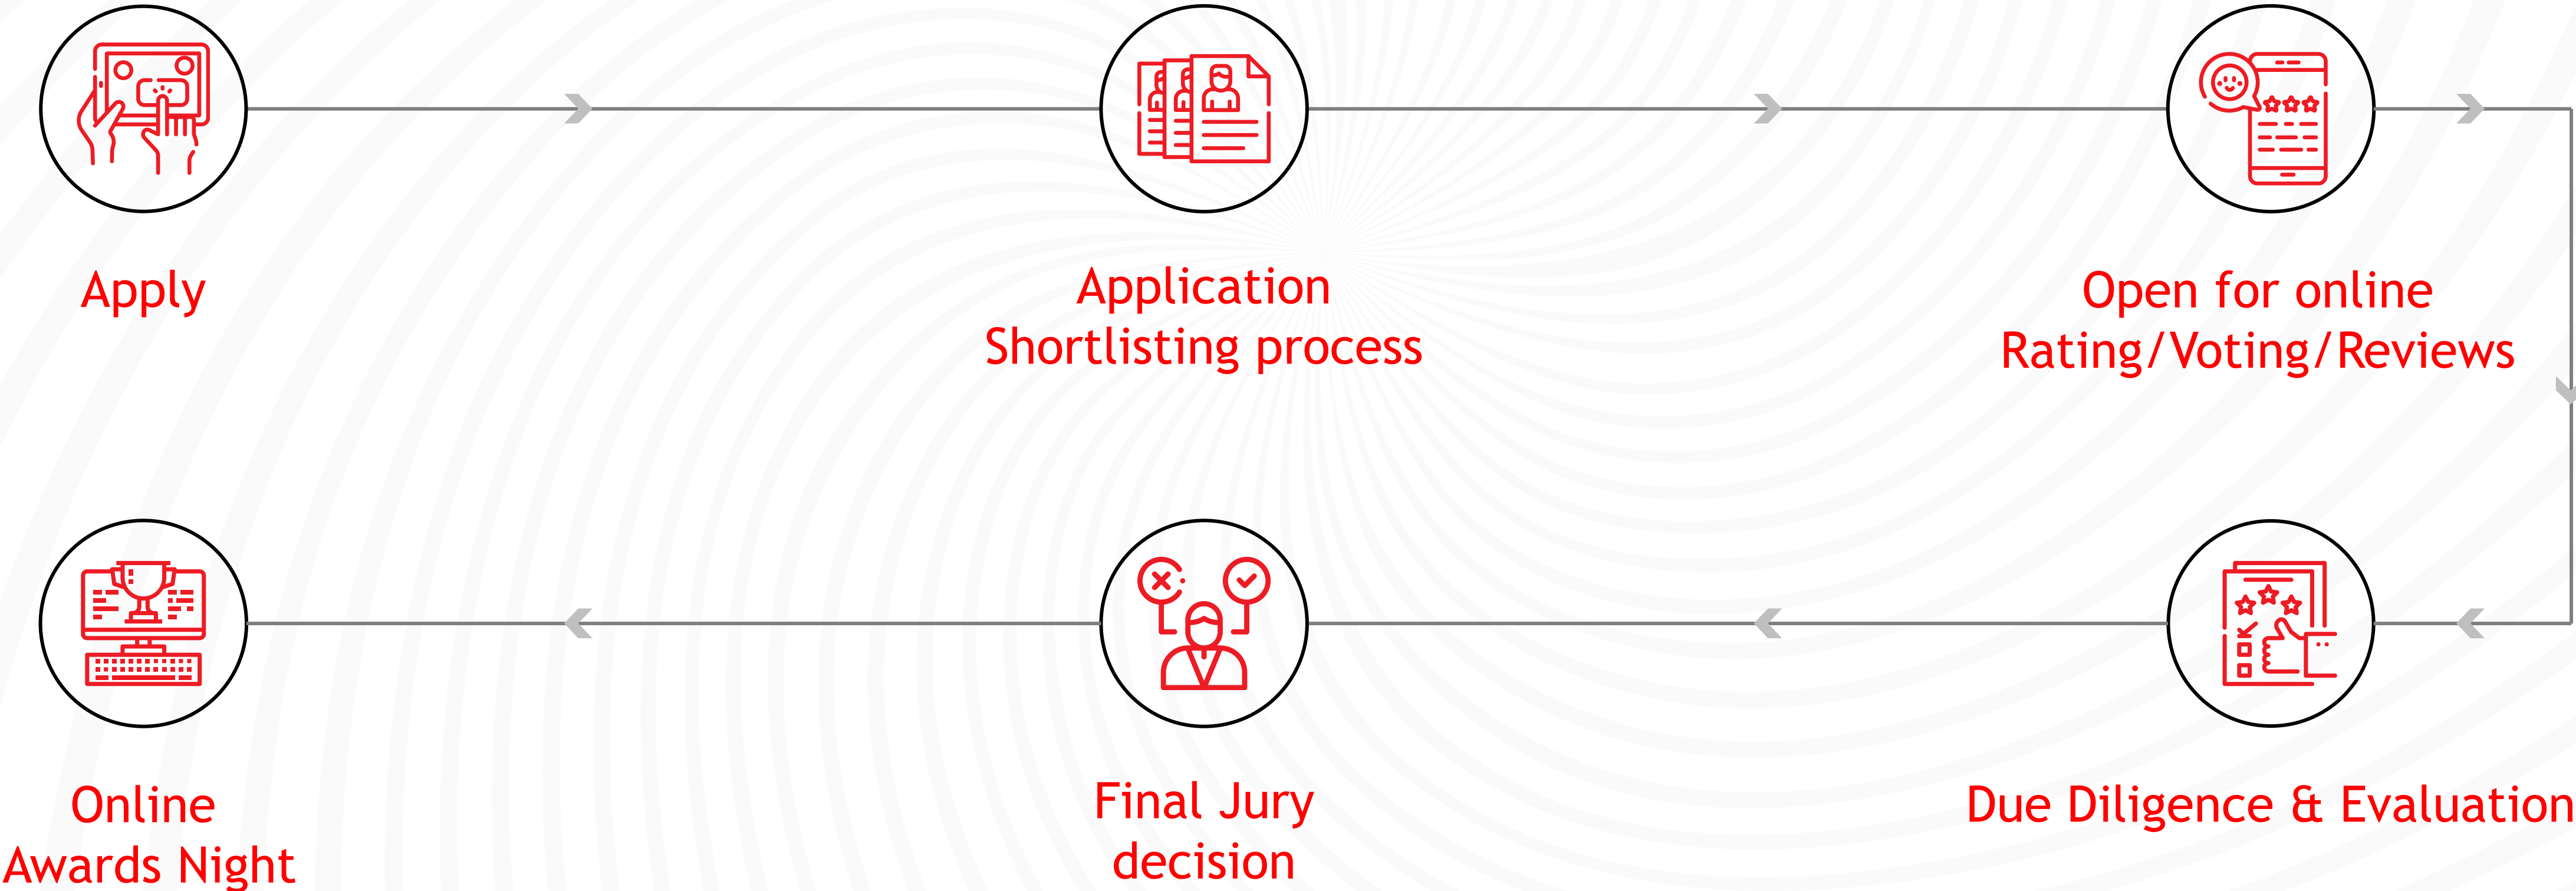 Apply
Application
Shortlisting process
Open for online
Rating/Voting/Reviews
Due Diligence & Evaluation
Final Jury
decision
Online
Awards Night